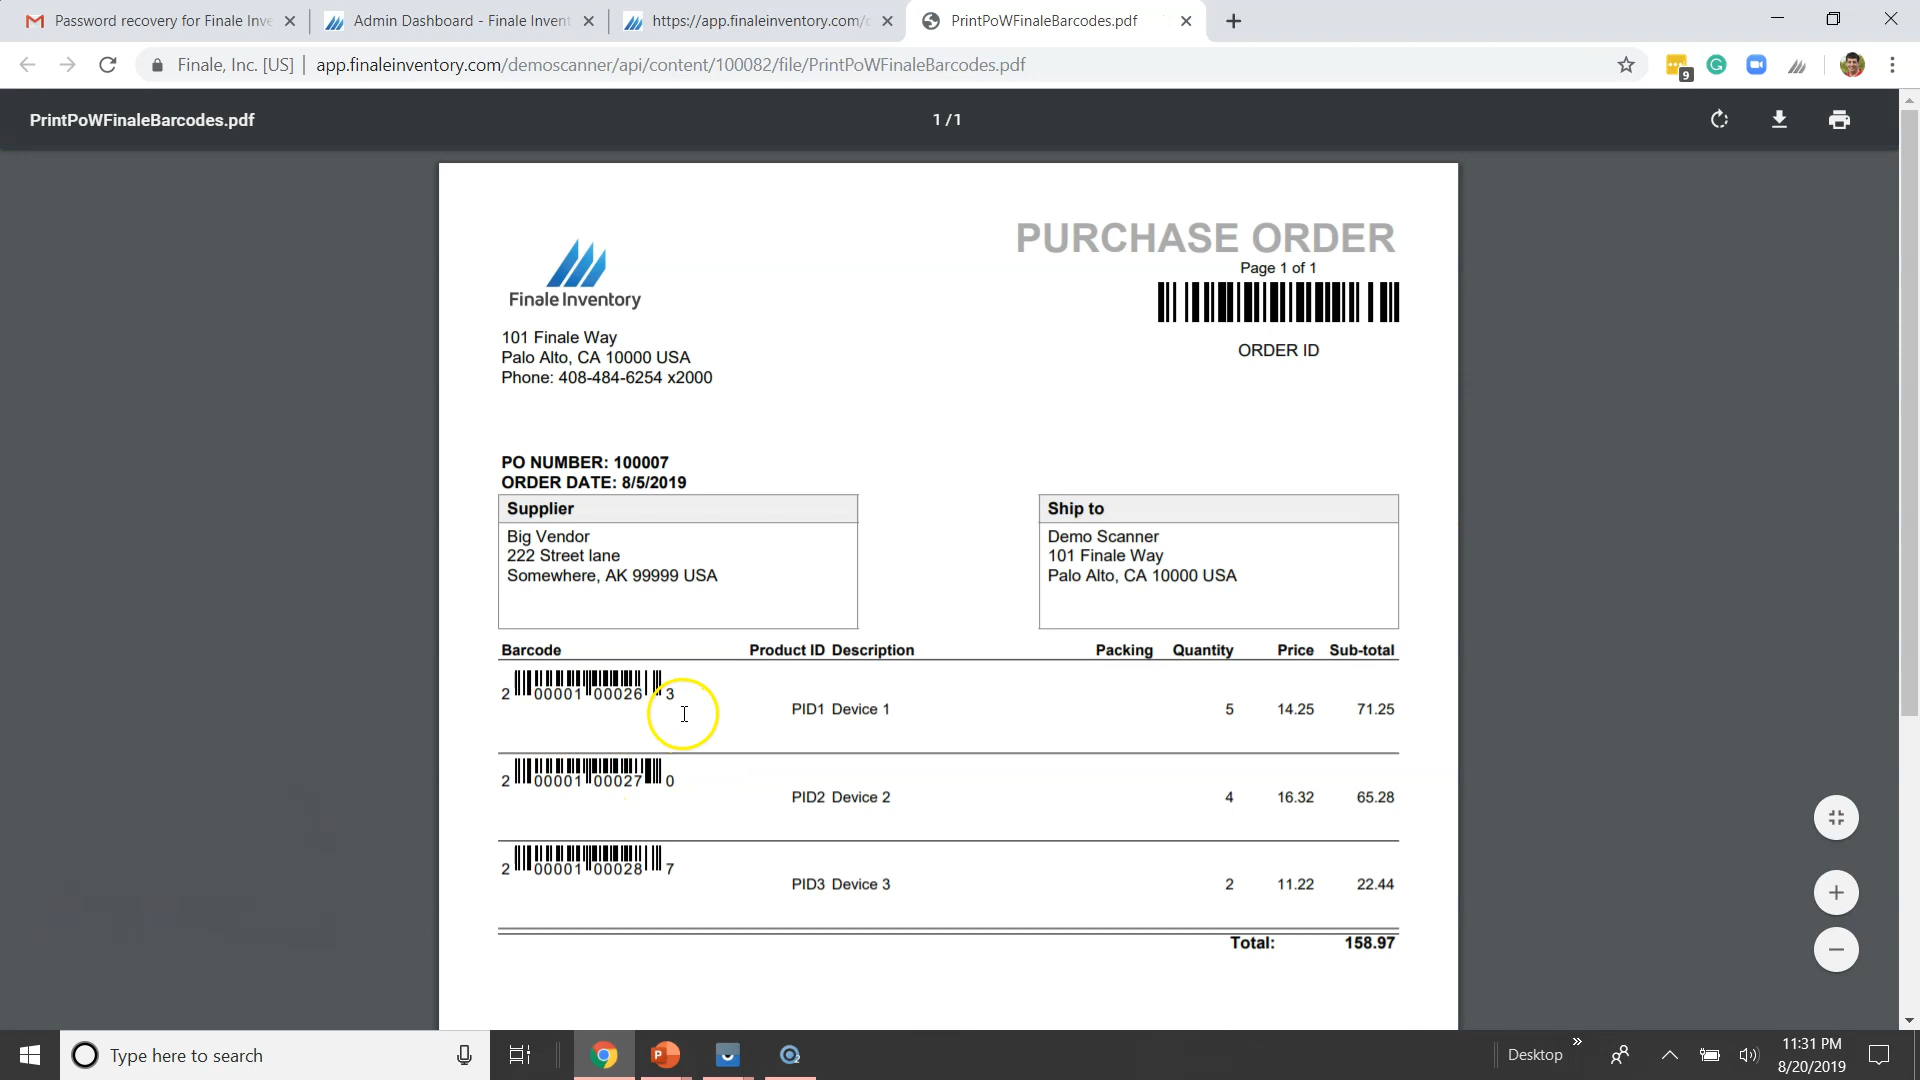 Password recovery for Finale Inve
Admin Dashboard - Finale Invent
https://app.finaleinventory.com/
PrintPoWFinaleBarcodes.pdf
Finale, Inc. [US] | app.finaleinventory.com/demoscanner/api/content/100082/file/PrintPoWFinaleBarcodes.pdf
9
PrintPoWFinaleBarcodes.pdf
1 / 1
PURCHASE ORDER
Page 1 of 1
Finale Inventory
ORDER ID
101 Finale Way
Palo Alto, CA 10000 USA
Phone: 408-484-6254 x2000
PO NUMBER: 100007
ORDER DATE: 8/5/2019
Supplier
Big Vendor
222 Street lane
Somewhere, AK 99999 USA
Ship to
Demo Scanner
101 Finale Way
Palo Alto, CA 10000 USA
Barcode Product ID Description Packing Quantity Price Sub-total
2 00001 00026 3
PID1 Device 1 5 14.25 71.25
2 00001 00027 0
PID2 Device 2 4 16.32 65.28
2 00001 00028 7
PID3 Device 3 2 11.22 22.44
Total: 158.97
Type here to search
Desktop
11:31 PM
8/20/2019